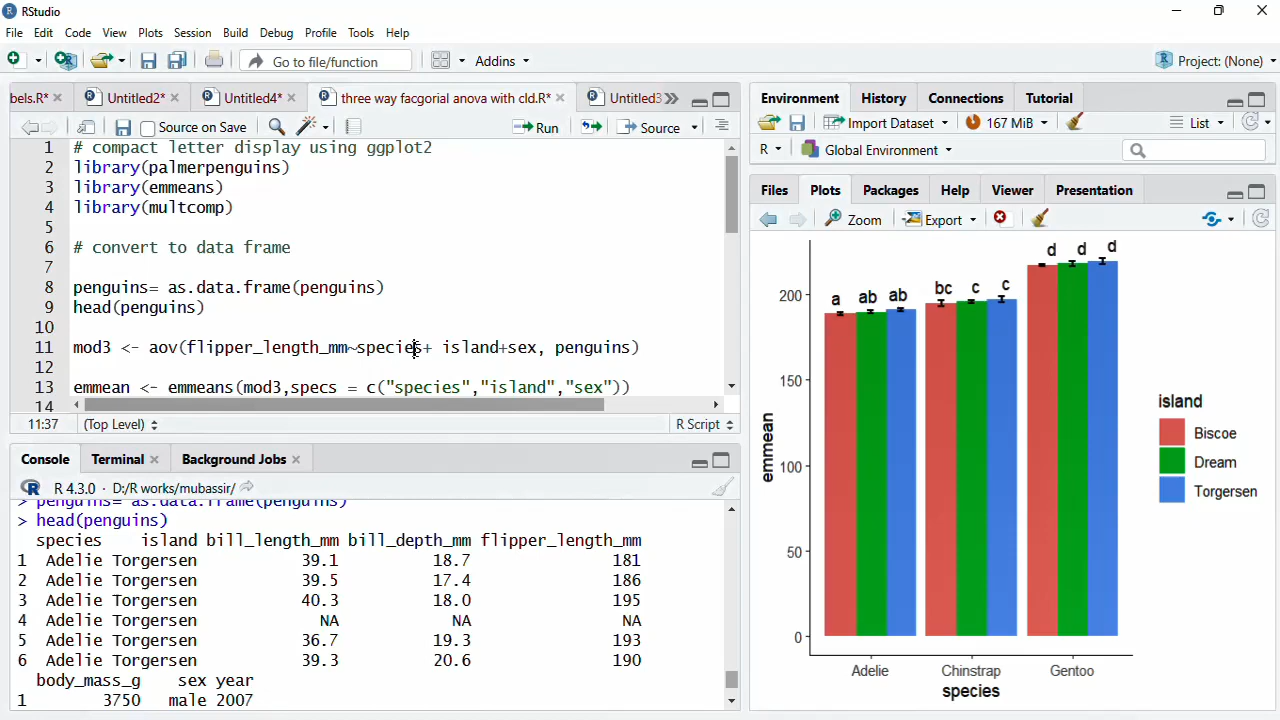 RStudio
File Edit Code View Plots Session Build Debug Profile Tools Help
Go to file/function Addins Project: (None)
bels.R* Untitled2* Untitled4* three way facgorial anova with cld.R* Untitled3
Source on Save Run Source
1 # compact letter display using ggplot2
2 library(palmerpenguins)
3 library(emmeans)
4 library(multcomp)
5
6 # convert to data frame
7
8 penguins= as.data.frame(penguins)
9 head(penguins)
10
11 mod3 <- aov(flipper_length_mm~species+ island+sex, penguins)
12
13 emmean <- emmeans(mod3,specs = c("species","island","sex"))
14
11:37 (Top Level) R Script
Console Terminal Background Jobs
R 4.3.0 · D:/R works/mubassir/
> penguins= as.data.frame(penguins)
> head(penguins)
species island bill_length_mm bill_depth_mm flipper_length_mm
1 Adelie Torgersen 39.1 18.7 181
2 Adelie Torgersen 39.5 17.4 186
3 Adelie Torgersen 40.3 18.0 195
4 Adelie Torgersen NA NA NA
5 Adelie Torgersen 36.7 19.3 193
6 Adelie Torgersen 39.3 20.6 190
body_mass_g sex year
1 3750 male 2007
Environment History Connections Tutorial
Import Dataset 167 MiB List
R Global Environment
Files Plots Packages Help Viewer Presentation
Zoom Export
d d d
a ab ab bc c c
200
150
100
50
0
emmean
Adelie Chinstrap Gentoo
species
island
Biscoe
Dream
Torgersen